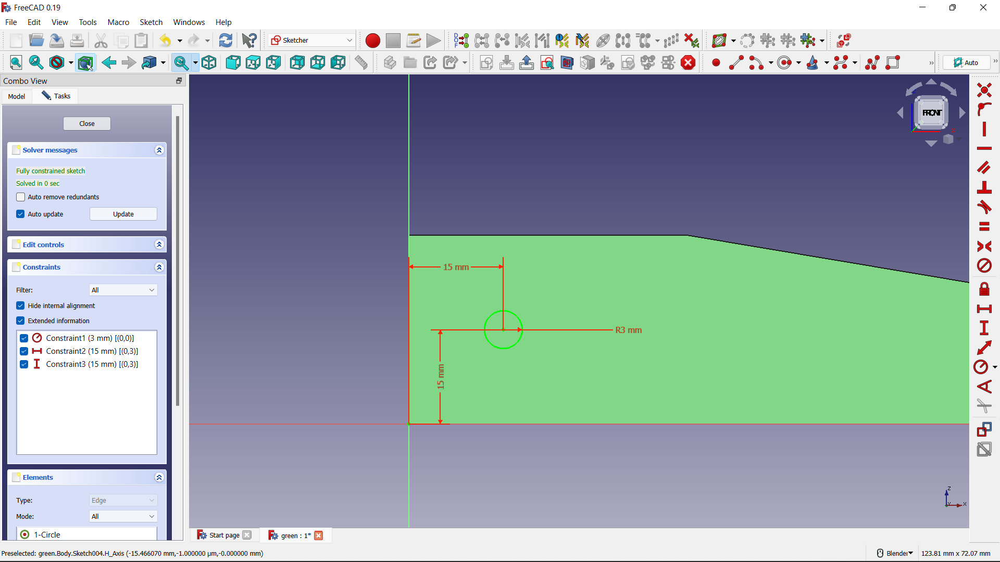 FreeCAD 0.19
File Edit View Tools Macro Sketch Windows Help
Sketcher
Auto
Combo View
Model Tasks
Close
Solver messages
Fully constrained sketch
Solved in 0 sec
Auto remove redundants
Auto update Update
Edit controls
Constraints
Filter: All
Hide internal alignment
Extended information
Constraint1 (3 mm) [(0,0)]
Constraint2 (15 mm) [(0,3)]
Constraint3 (15 mm) [(0,3)]
Elements
Type: Edge
Mode: All
1-Circle
15 mm
R3 mm
15 mm
FRONT
Z
X
Z
Y
X
Start page green : 1*
Preselected: green.Body.Sketch004.H_Axis (-15.466070 mm,-1.000000 µm,-0.000000 mm)
Blender 123.81 mm x 72.07 mm